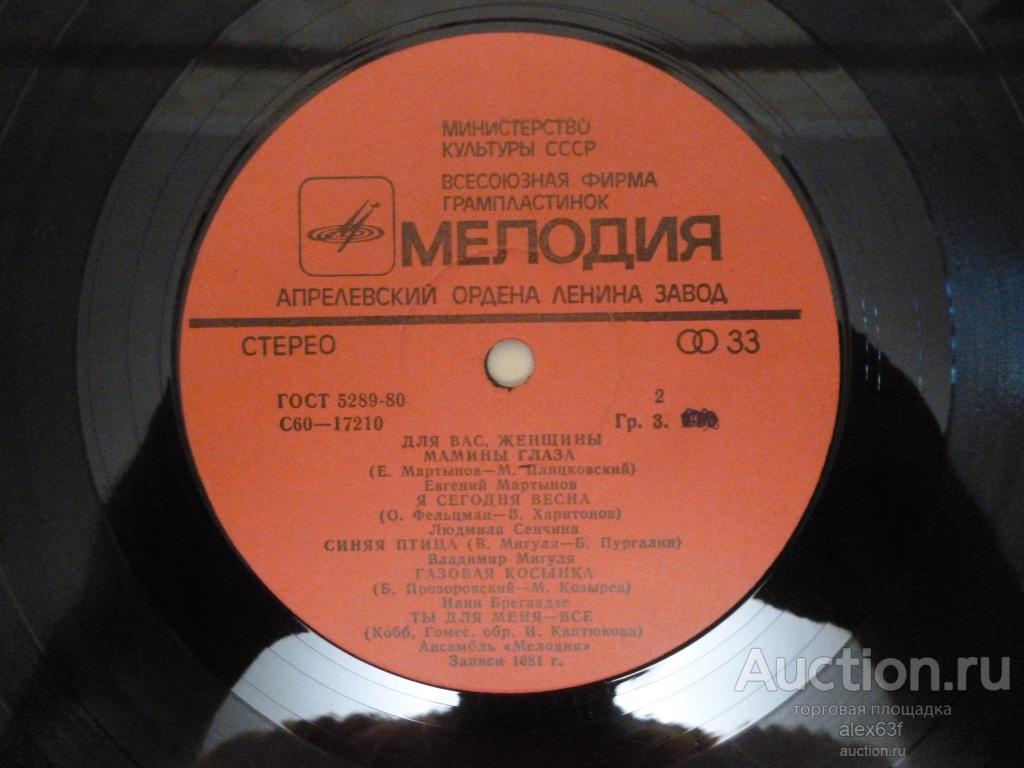 МИНИСТЕРСТВО
КУЛЬТУРЫ СССР
ВСЕСОЮЗНАЯ ФИРМА
ГРАМПЛАСТИНОК
МЕЛОДИЯ
АПРЕЛЕВСКИЙ ОРДЕНА ЛЕНИНА ЗАВОД
СТЕРЕО
33
ГОСТ 5289-80
2
С60—17210
Гр. 3.
ДЛЯ ВАС, ЖЕНЩИНЫ
МАМИНЫ ГЛАЗА
(Е. Мартынов—М. Пляцковский)
Евгений Мартынов
Я СЕГОДНЯ ВЕСНА
(О. Фельцман—В. Харитонов)
Людмила Сенчина
СИНЯЯ ПТИЦА (В. Мигуля—Б. Пургалин)
Владимир Мигуля
ГАЗОВАЯ КОСЫНКА
(Б. Прозоровский—М. Козырев)
Нани Брегвадзе
ТЫ ДЛЯ МЕНЯ—ВСЕ
(Кобб, Гомес, обр. И. Кантюкова)
Ансамбль «Мелодия»
Записи 1981 г.
Auction.ru
торговая площадка
alex63f
auction.ru